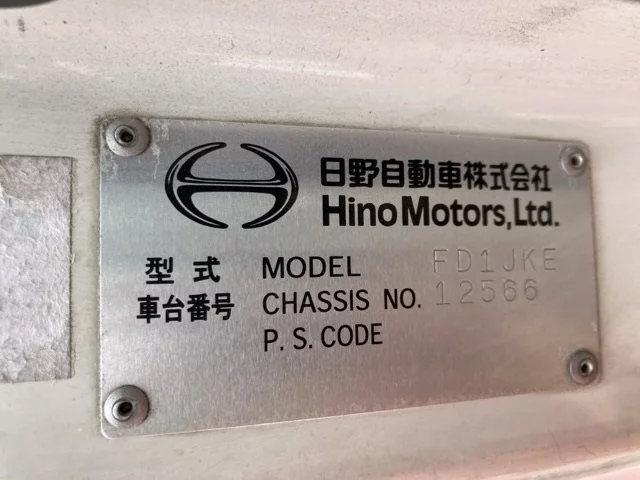 日野自動車株式会社
Hino Motors, Ltd.
型式 MODEL FD1JKE
車台番号 CHASSIS NO. 12566
P. S. CODE